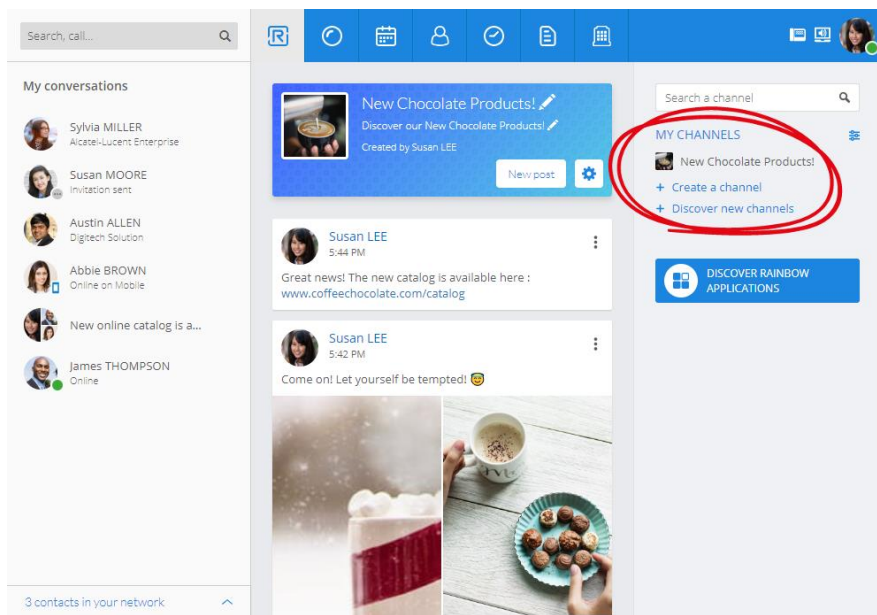 Search, call...
My conversations
Sylvia MILLER
Alcatel-Lucent Enterprise
Susan MOORE
Invitation sent
Austin ALLEN
Digitech Solution
Abbie BROWN
Online on Mobile
New online catalog is a...
James THOMPSON
Online
3 contacts in your network
R
New Chocolate Products!
Discover our New Chocolate Products!
Created by Susan LEE
New post
Susan LEE
5:44 PM
Great news! The new catalog is available here :
www.coffeechocolate.com/catalog
Susan LEE
5:42 PM
Come on! Let yourself be tempted! 😇
Search a channel
MY CHANNELS
New Chocolate Products!
+ Create a channel
+ Discover new channels
DISCOVER RAINBOW
APPLICATIONS